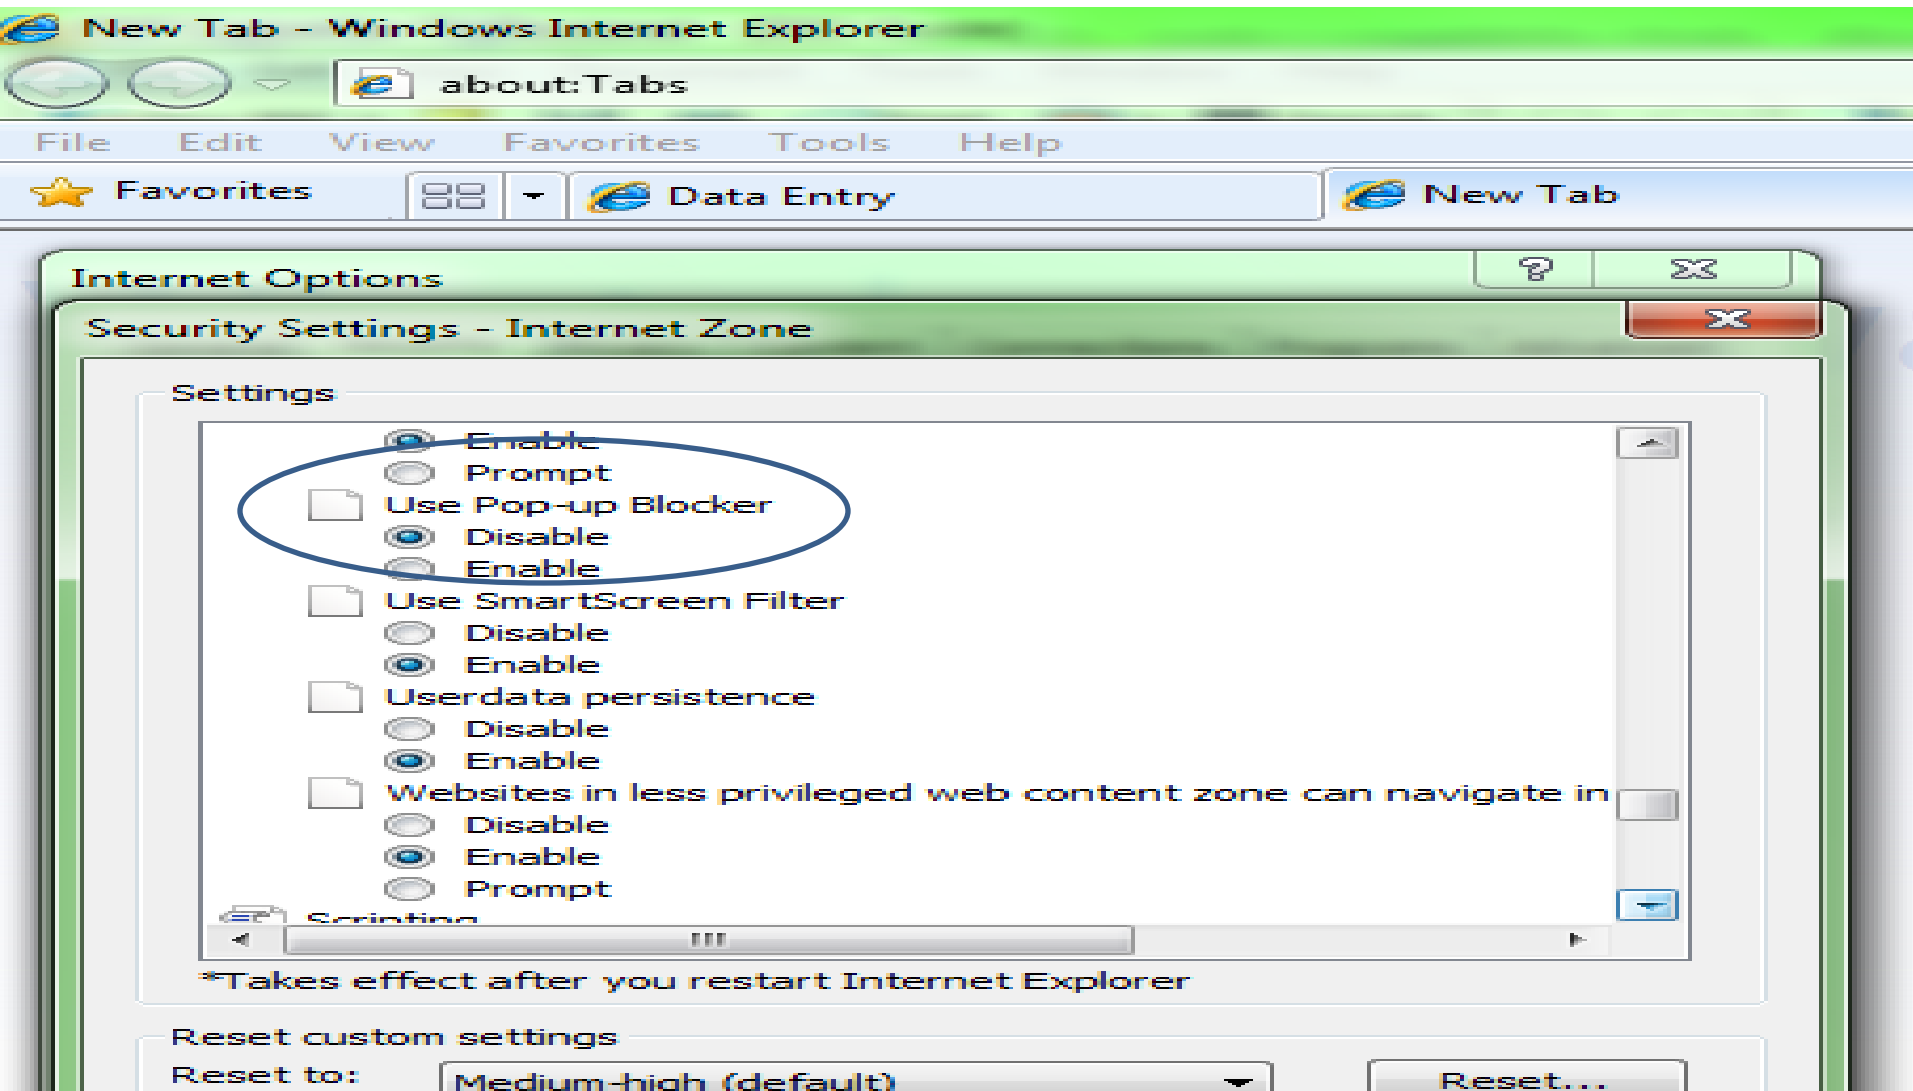 New Tab - Windows Internet Explorer
about:Tabs
File Edit View Favorites Tools Help
Favorites Data Entry New Tab
Internet Options
Security Settings - Internet Zone
Settings
Enable
Prompt
Use Pop-up Blocker
Disable
Enable
Use SmartScreen Filter
Disable
Enable
Userdata persistence
Disable
Enable
Websites in less privileged web content zone can navigate in
Disable
Enable
Prompt
Scripting
*Takes effect after you restart Internet Explorer
Reset custom settings
Reset to: Medium-high (default) Reset...